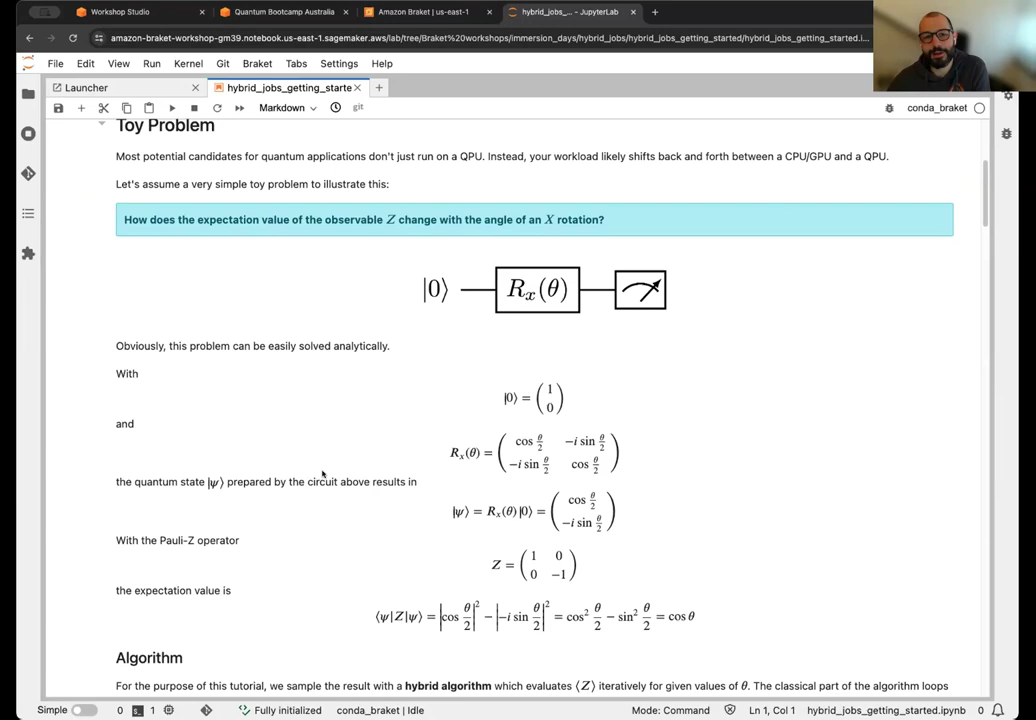 Workshop Studio
Quantum Bootcamp Australia
Amazon Braket | us-east-1
hybrid_jo_... - JupyterLab
amazon-braket-workshop-gm39.notebook.us-east-1.sagemaker.aws/lab/tree/Braket%20workshops/immersion_days/hybrid_jobs/hybrid_jobs_getting_started/hybrid_jobs_getting_started.i...
File Edit View Run Kernel Git Braket Tabs Settings Help
Launcher
hybrid_jobs_getting_starte
Markdown
git
conda_braket
Toy Problem
Most potential candidates for quantum applications don't just run on a QPU. Instead, your workload likely shifts back and forth between a CPU/GPU and a QPU.
Let's assume a very simple toy problem to illustrate this:
How does the expectation value of the observable Z change with the angle of an X rotation?
|0⟩ Rx(θ)
Obviously, this problem can be easily solved analytically.
With
|0⟩ = (1 0)
and
Rx(θ) = (cos θ/2 −i sin θ/2 −i sin θ/2 cos θ/2)
the quantum state |ψ⟩ prepared by the circuit above results in
|ψ⟩ = Rx(θ)|0⟩ = (cos θ/2 −i sin θ/2)
With the Pauli-Z operator
Z = (1 0 0 −1)
the expectation value is
⟨ψ|Z|ψ⟩ = |cos θ/2|² − |−i sin θ/2|² = cos² θ/2 − sin² θ/2 = cos θ
Algorithm
For the purpose of this tutorial, we sample the result with a hybrid algorithm which evaluates ⟨Z⟩ iteratively for given values of θ. The classical part of the algorithm loops
Simple 0 1 Fully initialized conda_braket | Idle Mode: Command Ln 1, Col 1 hybrid_jobs_getting_started.ipynb 0